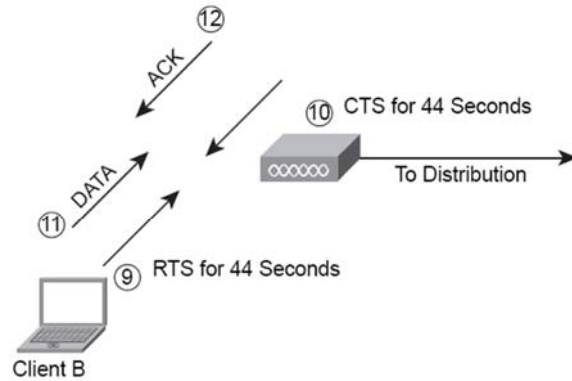 ⑫
ACK
⑩ CTS for 44 Seconds
To Distribution
DATA
⑪
⑨ RTS for 44 Seconds
Client B